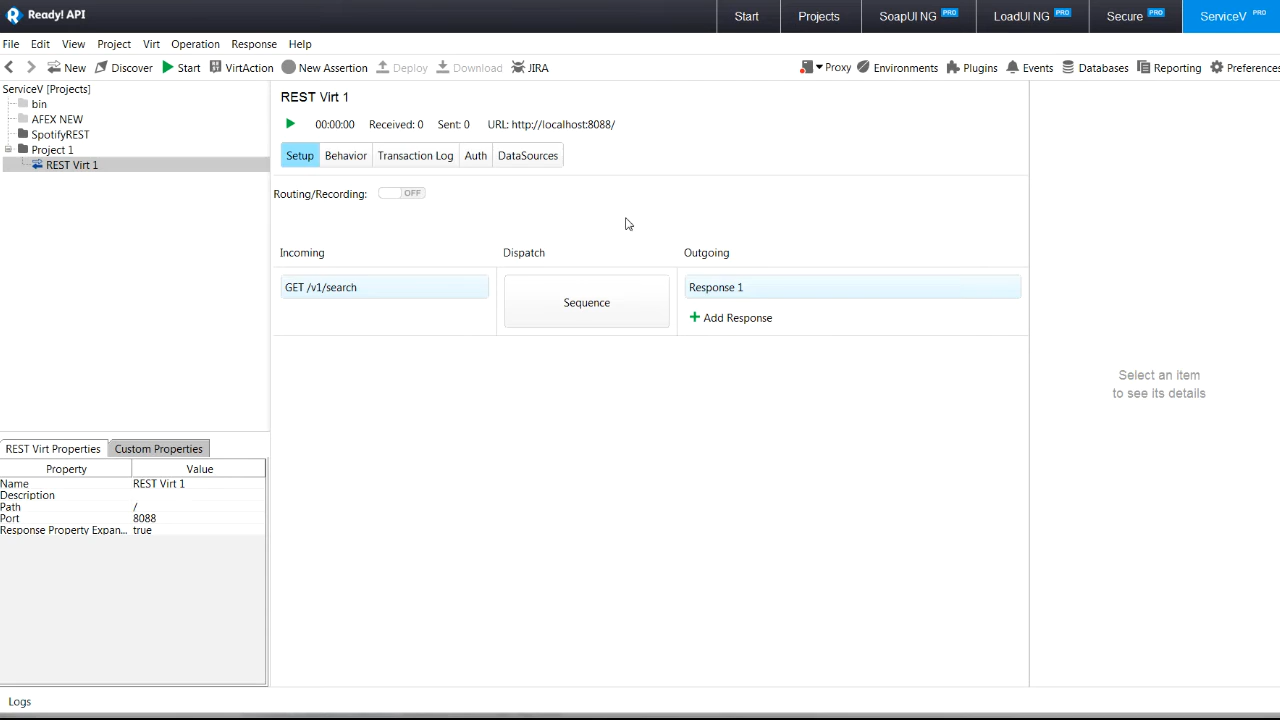 Ready! API
Start
Projects
SoapUI NG PRO
LoadUI NG PRO
Secure PRO
ServiceV PRO
File Edit View Project Virt Operation Response Help
New Discover Start VirtAction New Assertion Deploy Download JIRA Proxy Environments Plugins Events Databases Reporting Preference
ServiceV [Projects]
bin
AFEX NEW
SpotifyREST
Project 1
REST Virt 1
REST Virt 1
00:00:00 Received: 0 Sent: 0 URL: http://localhost:8088/
Setup Behavior Transaction Log Auth DataSources
Routing/Recording: OFF
Incoming Dispatch Outgoing
GET /v1/search
Sequence
Response 1
Add Response
Select an item
to see its details
REST Virt Properties Custom Properties
Property Value
Name REST Virt 1
Description
Path /
Port 8088
Response Property Expan... true
Logs